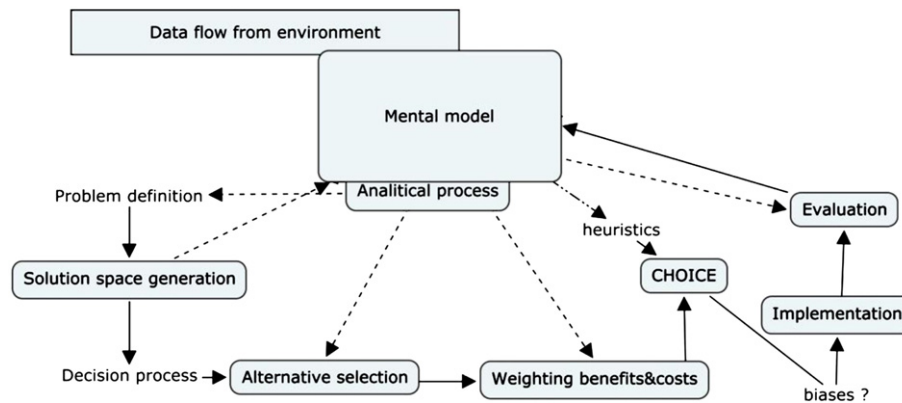 Data flow from environment
Mental model
Analitical process
Problem definition
Evaluation
heuristics
Solution space generation
CHOICE
Implementation
Decision process
Alternative selection
Weighting benefits&costs
biases ?